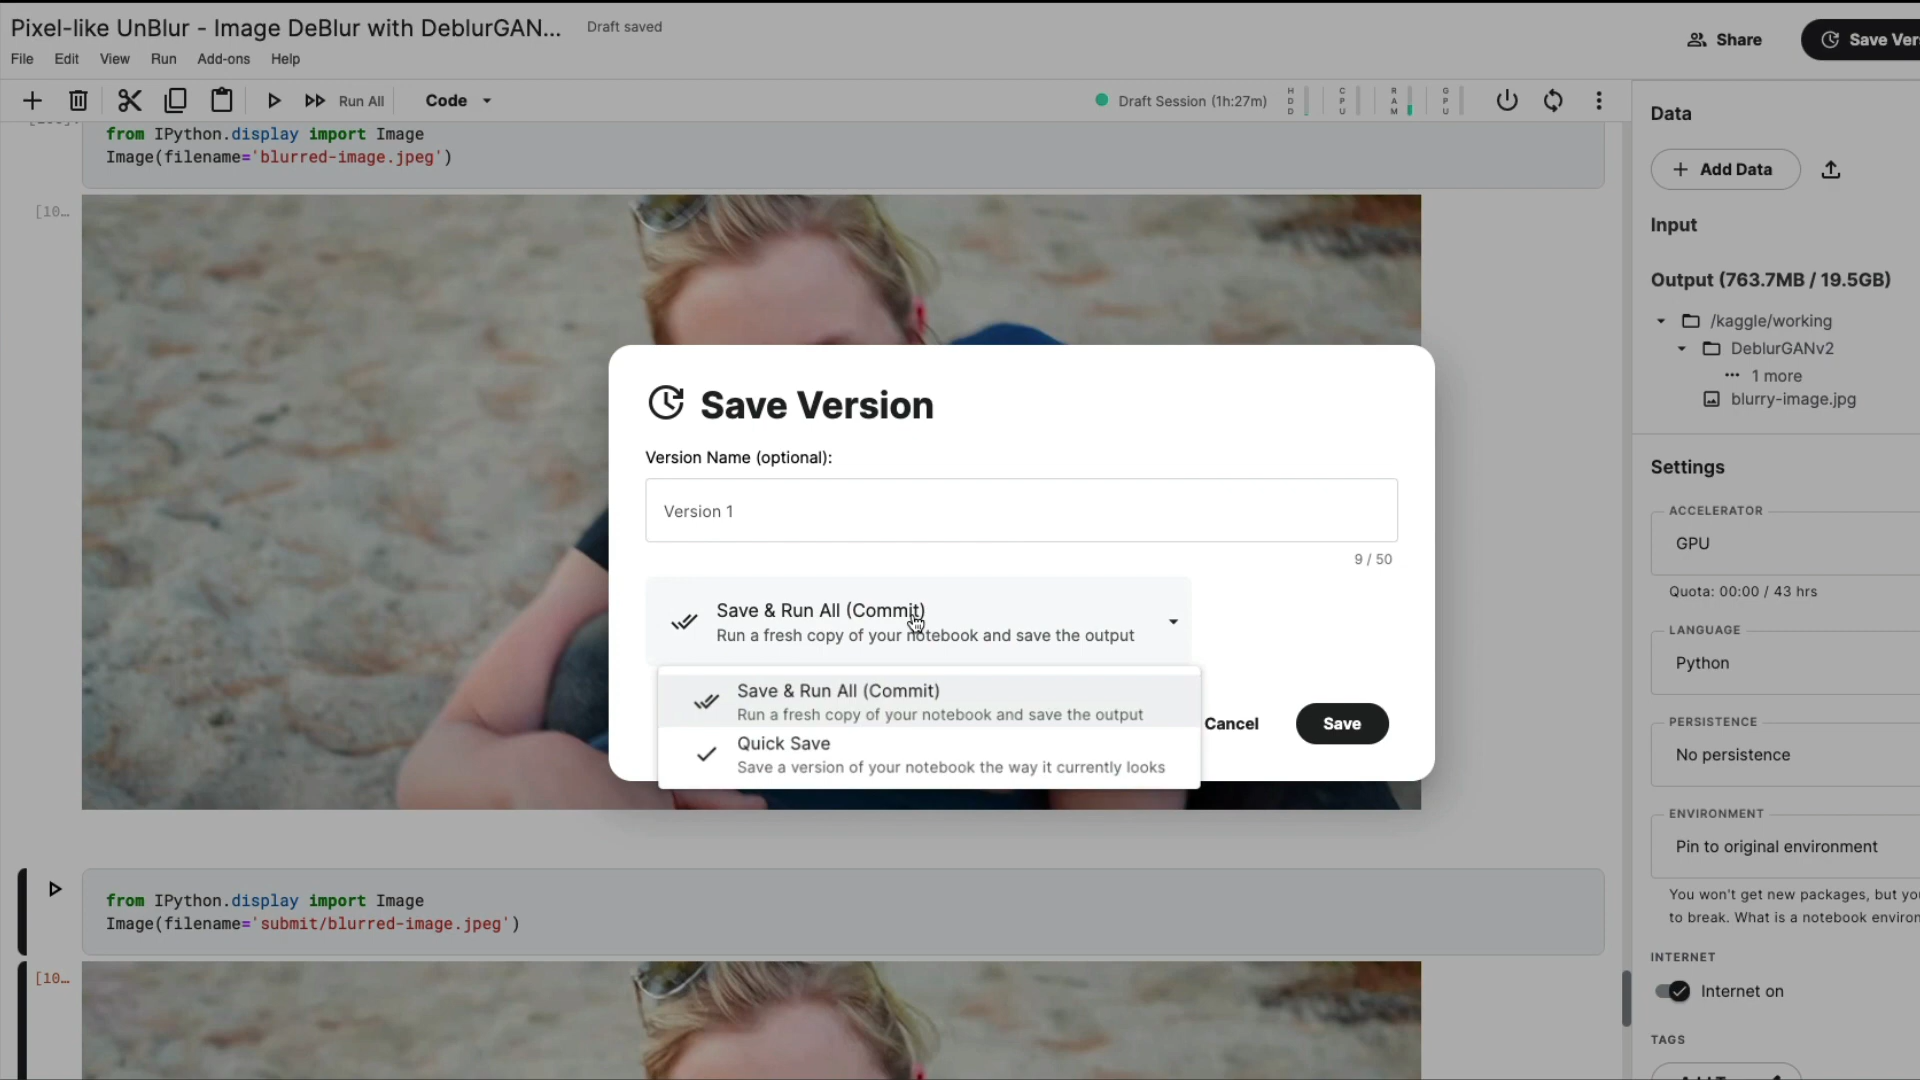 Pixel-like UnBlur - Image DeBlur with DeblurGAN...
Draft saved
Share
Save Ver
File Edit View Run Add-ons Help
Run All
Code
Draft Session (1h:27m)
HDD
CPU
RAM
GPU
from IPython.display import Image
Image(filename='blurred-image.jpeg')
[10...
Save Version
Version Name (optional):
Version 1
9 / 50
Save & Run All (Commit)
Run a fresh copy of your notebook and save the output
Save & Run All (Commit)
Run a fresh copy of your notebook and save the output
Quick Save
Save a version of your notebook the way it currently looks
Cancel
Save
from IPython.display import Image
Image(filename='submit/blurred-image.jpeg')
[10...
Data
Add Data
Input
Output (763.7MB / 19.5GB)
/kaggle/working
DeblurGANv2
... 1 more
blurry-image.jpg
Settings
ACCELERATOR
GPU
Quota: 00:00 / 43 hrs
LANGUAGE
Python
PERSISTENCE
No persistence
ENVIRONMENT
Pin to original environment
You won't get new packages, but you
to break. What is a notebook environ
INTERNET
Internet on
TAGS